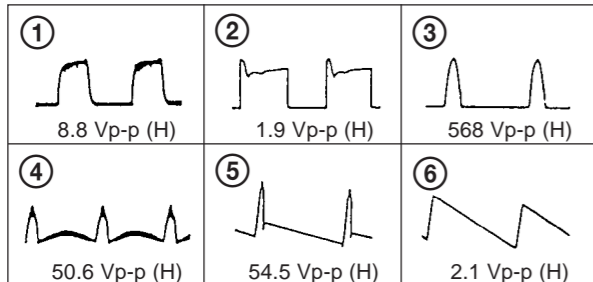 ① ② ③
8.8 Vp-p (H) 1.9 Vp-p (H) 568 Vp-p (H)
④ ⑤ ⑥
50.6 Vp-p (H) 54.5 Vp-p (H) 2.1 Vp-p (H)